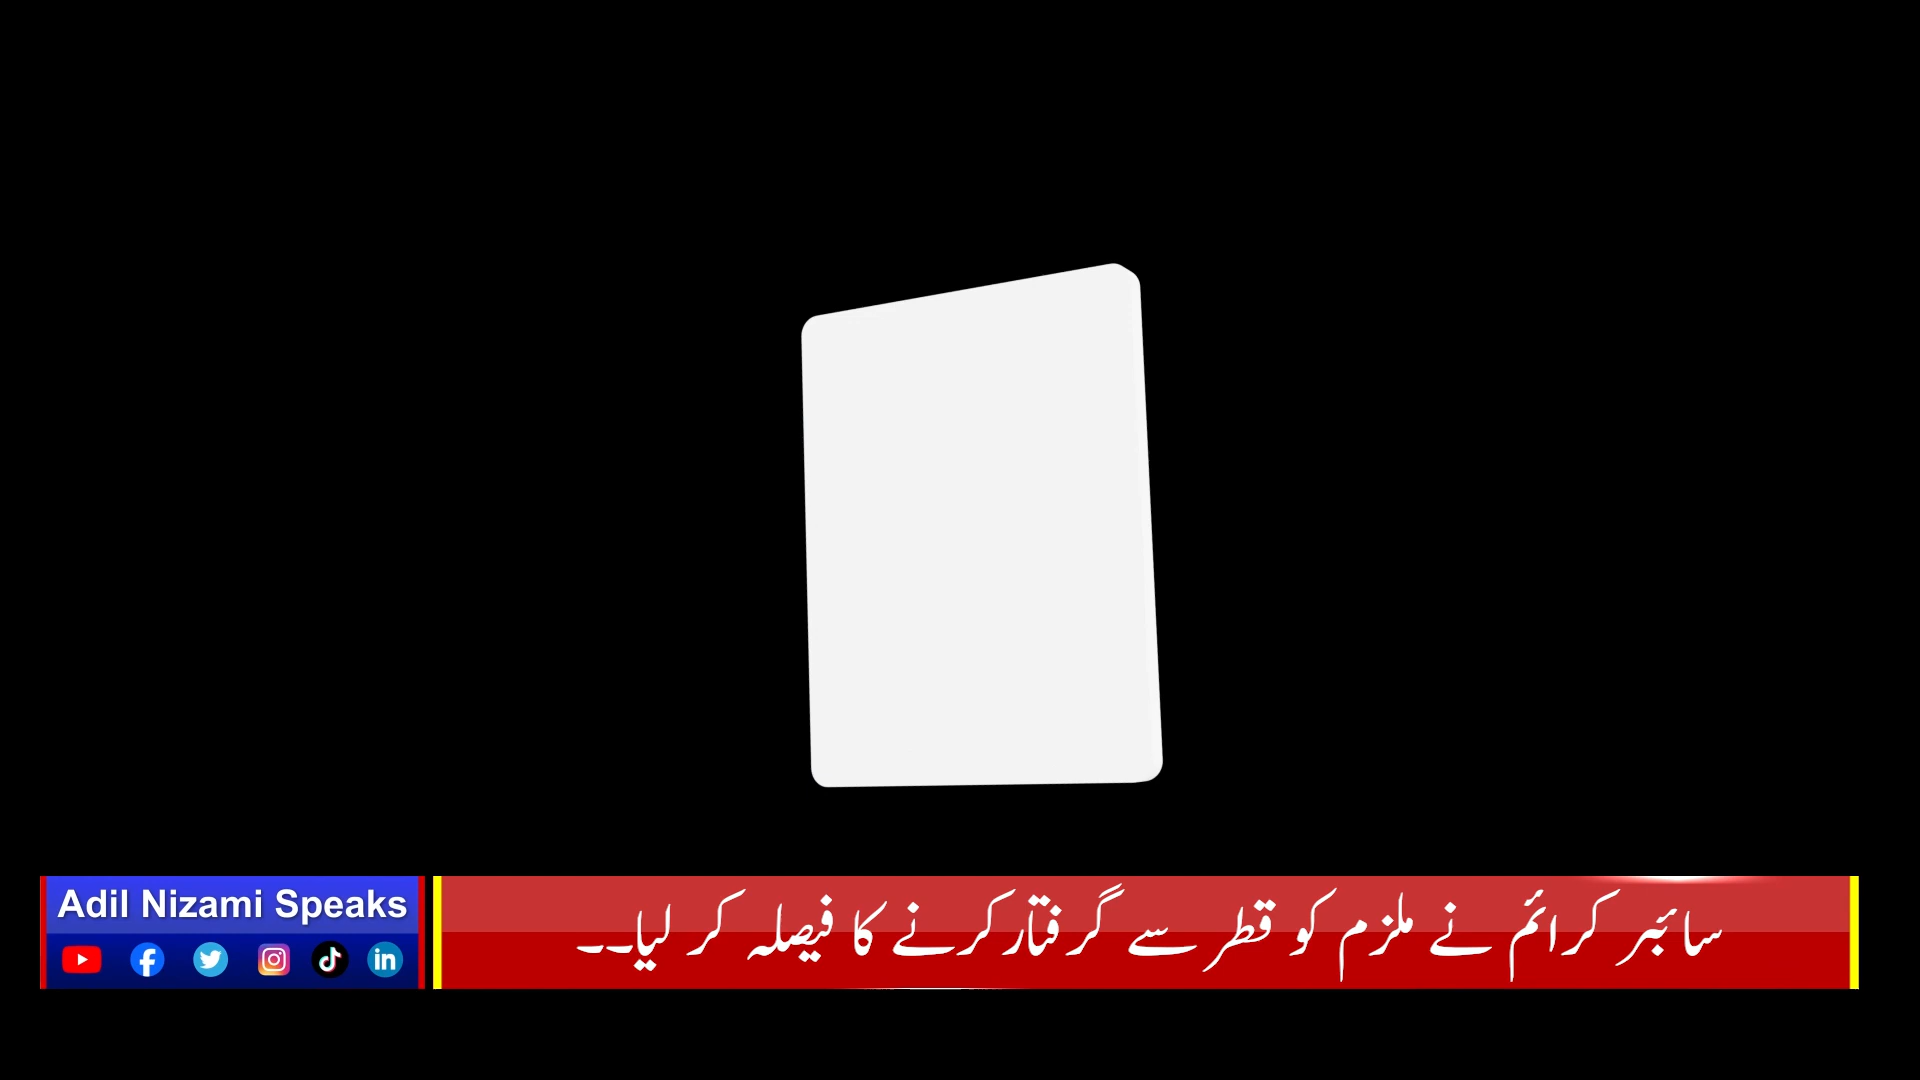 Adil Nizami Speaks
سائبر کرائم نے ملزم کو قطر سے گرفتار کرنے کا فیصلہ کر لیا۔۔